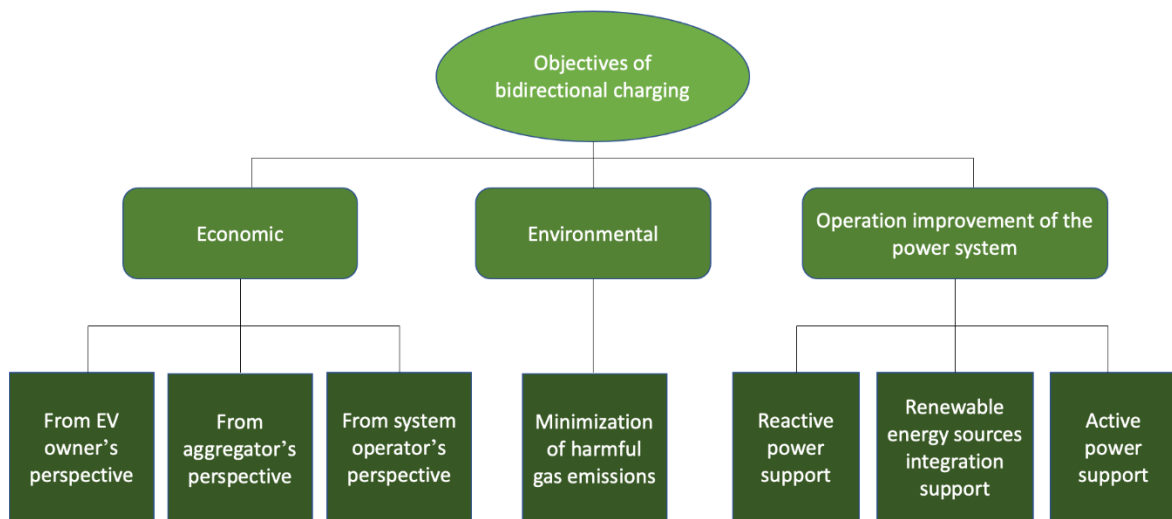 Objectives of
bidirectional charging
Economic
Environmental
Operation improvement of the
power system
From EV
owner’s
perspective
From
aggregator’s
perspective
From system
operator’s
perspective
Minimization
of harmful
gas emissions
Reactive
power
support
Renewable
energy sources
integration
support
Active
power
support